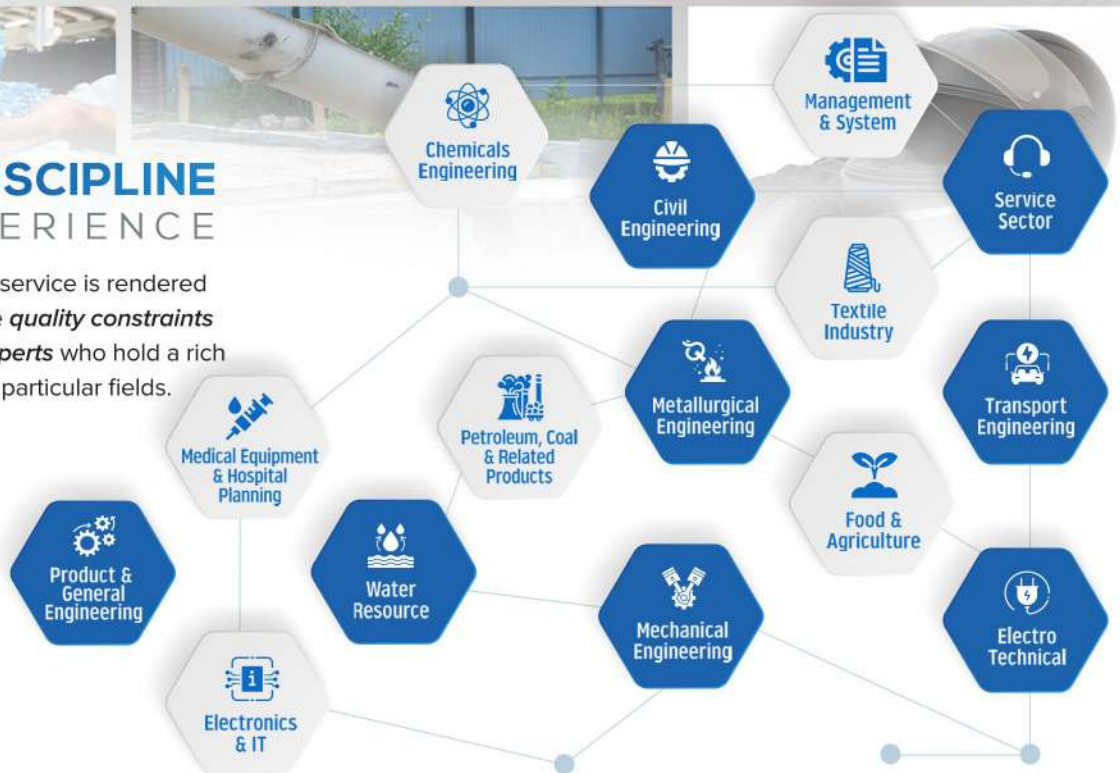 SCIPLINE
ERIENCE
service is rendered
quality constraints
perts who hold a rich
particular fields.
Chemicals
Engineering
Management
& System
Civil
Engineering
Service
Sector
Textile
Industry
Metallurgical
Engineering
Transport
Engineering
Petroleum, Coal
& Related
Products
Medical Equipment
& Hospital
Planning
Food &
Agriculture
Product &
General
Engineering
Water
Resource
Mechanical
Engineering
Electro
Technical
Electronics
& IT